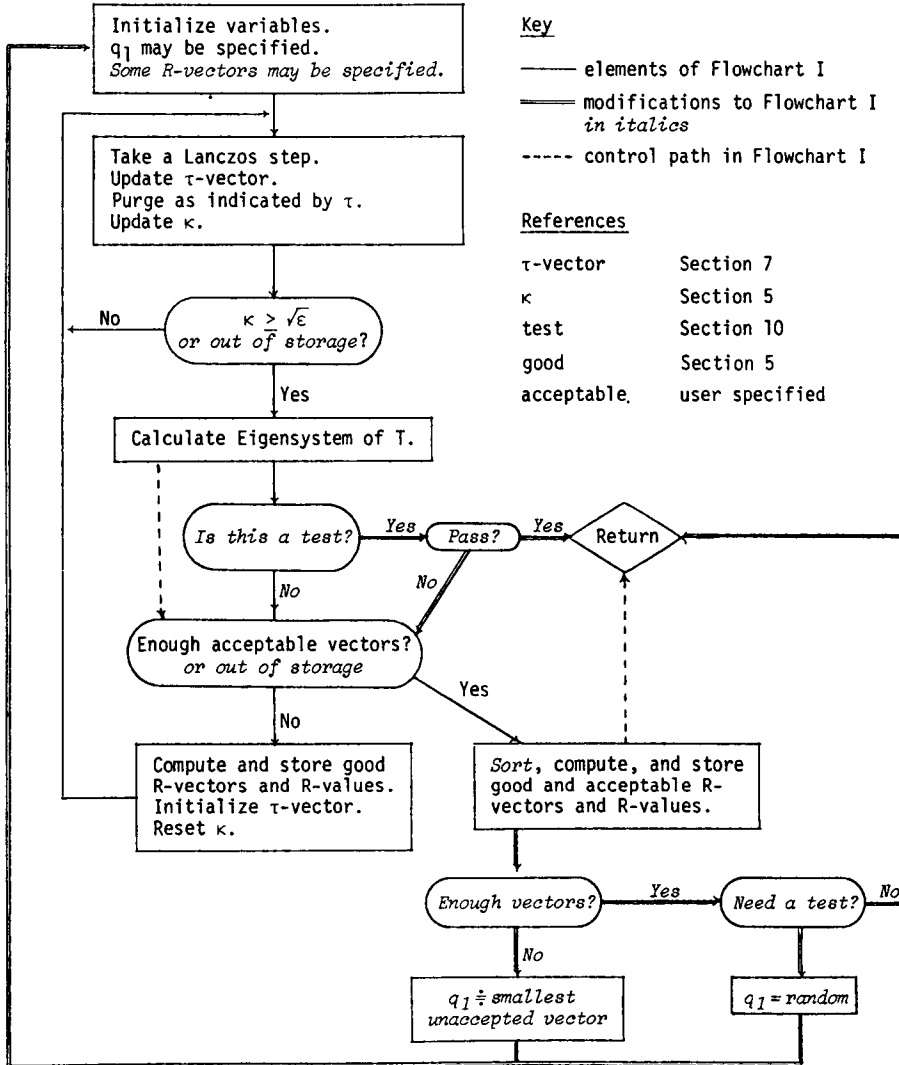 Initialize variables.
q1 may be specified.
Some R-vectors may be specified.
Take a Lanczos step.
Update τ-vector.
Purge as indicated by τ.
Update κ.
κ ≥ √ε
or out of storage?
No
Yes
Calculate Eigensystem of T.
Is this a test?
Yes
Pass?
Yes
Return
No
No
Enough acceptable vectors?
or out of storage
Yes
No
Compute and store good
R-vectors and R-values.
Initialize τ-vector.
Reset κ.
Sort, compute, and store
good and acceptable R-
vectors and R-values.
Enough vectors?
Yes
Need a test?
No
No
q1 ≑ smallest
unaccepted vector
q1 = random
Key
elements of Flowchart I
modifications to Flowchart I
in italics
control path in Flowchart I
References
τ-vector Section 7
κ Section 5
test Section 10
good Section 5
acceptable. user specified